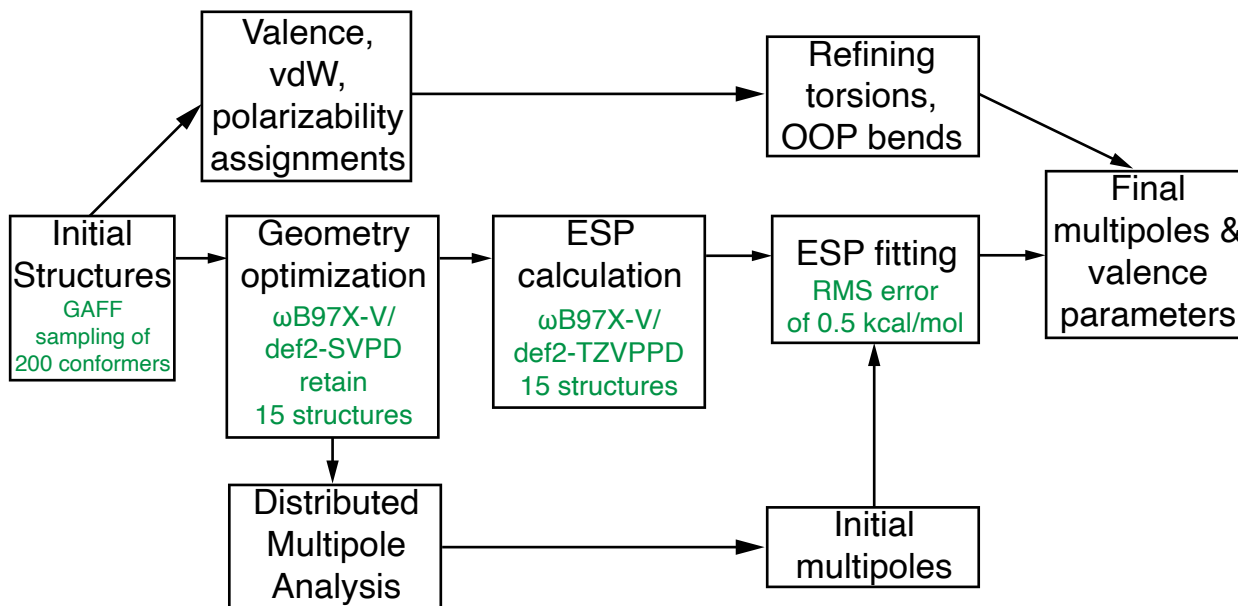 Valence,
vdW,
polarizability
assignments
Refining
torsions,
OOP bends
Initial
Structures
GAFF
sampling of
200 conformers
Geometry
optimization
ωB97X-V/
def2-SVPD
retain
15 structures
ESP
calculation
ωB97X-V/
def2-TZVPPD
15 structures
ESP fitting
RMS error
of 0.5 kcal/mol
Final
multipoles &
valence
parameters
Distributed
Multipole
Analysis
Initial
multipoles